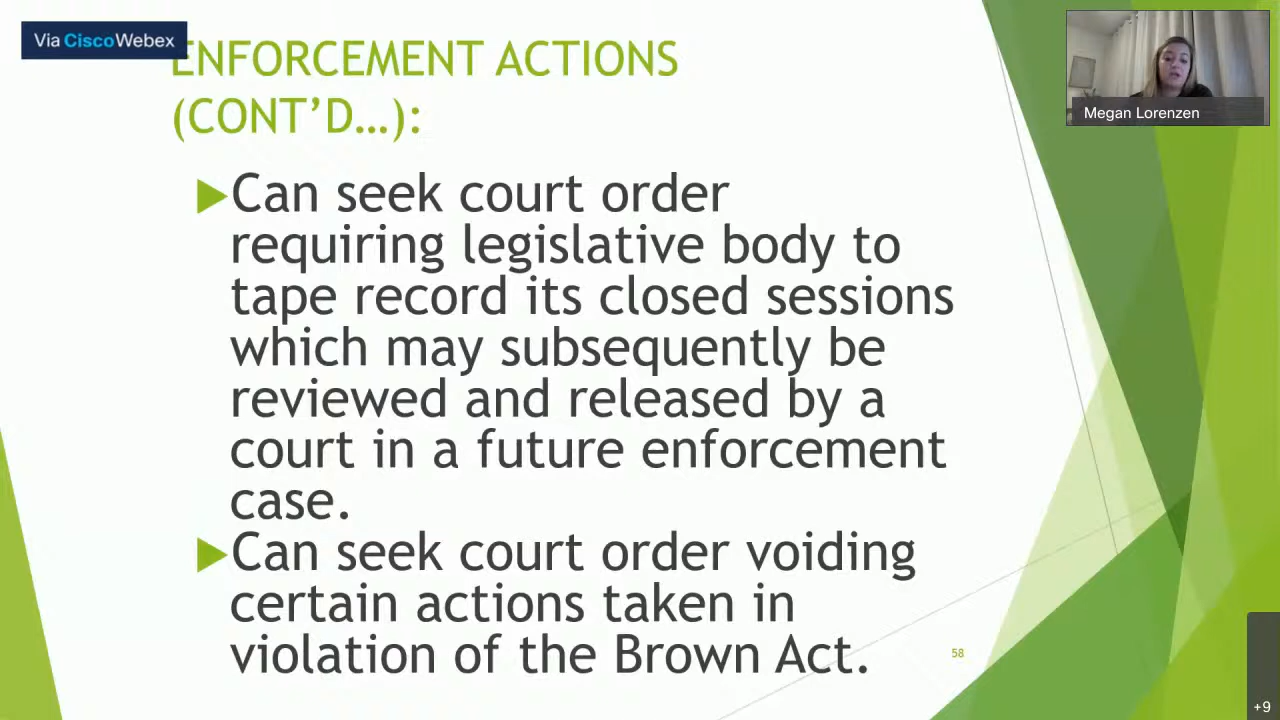 Via CiscoWebex
ENFORCEMENT ACTIONS
(CONT’D…):
Megan Lorenzen
Can seek court order
requiring legislative body to
tape record its closed sessions
which may subsequently be
reviewed and released by a
court in a future enforcement
case.
Can seek court order voiding
certain actions taken in
violation of the Brown Act.
58
+9